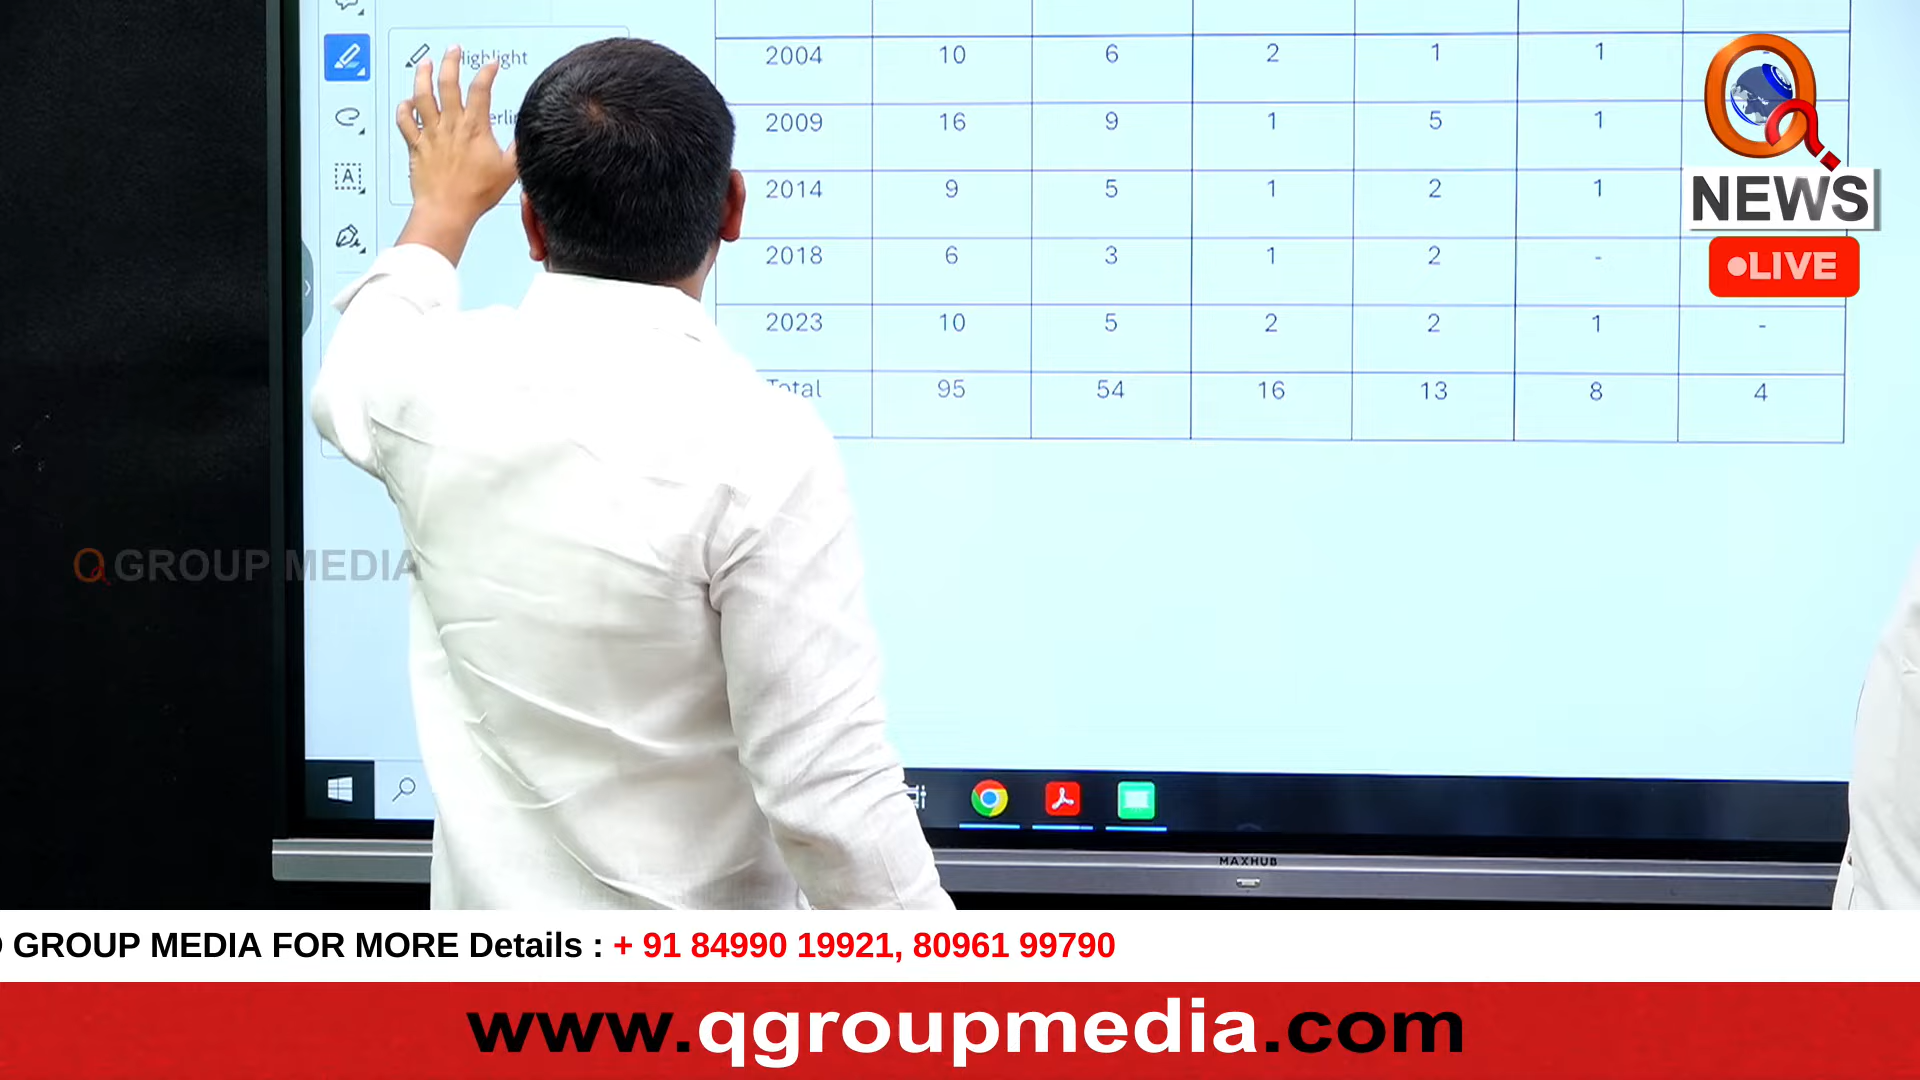 Highlight
2004 10 6 2 1 1
2009 16 9 1 5 1
2014 9 5 1 2 1
2018 6 3 1 2 -
2023 10 5 2 2 1 -
Total 95 54 16 13 8 4
A
NEWS
LIVE
Q GROUP MEDIA
MAXHUB
GROUP MEDIA FOR MORE Details : + 91 84990 19921, 80961 99790
www.qgroupmedia.com